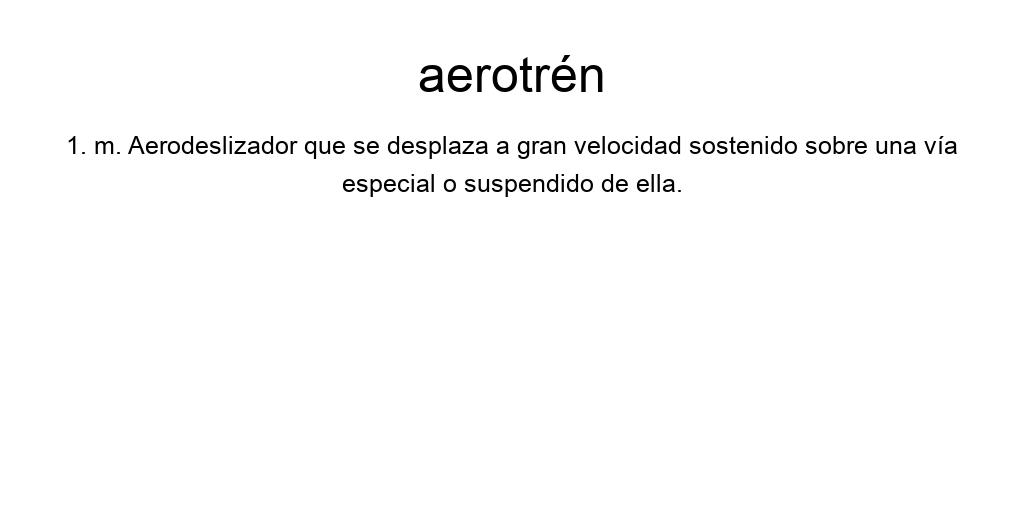 aerotrén
1. m. Aerodeslizador que se desplaza a gran velocidad sostenido sobre una vía
especial o suspendido de ella.